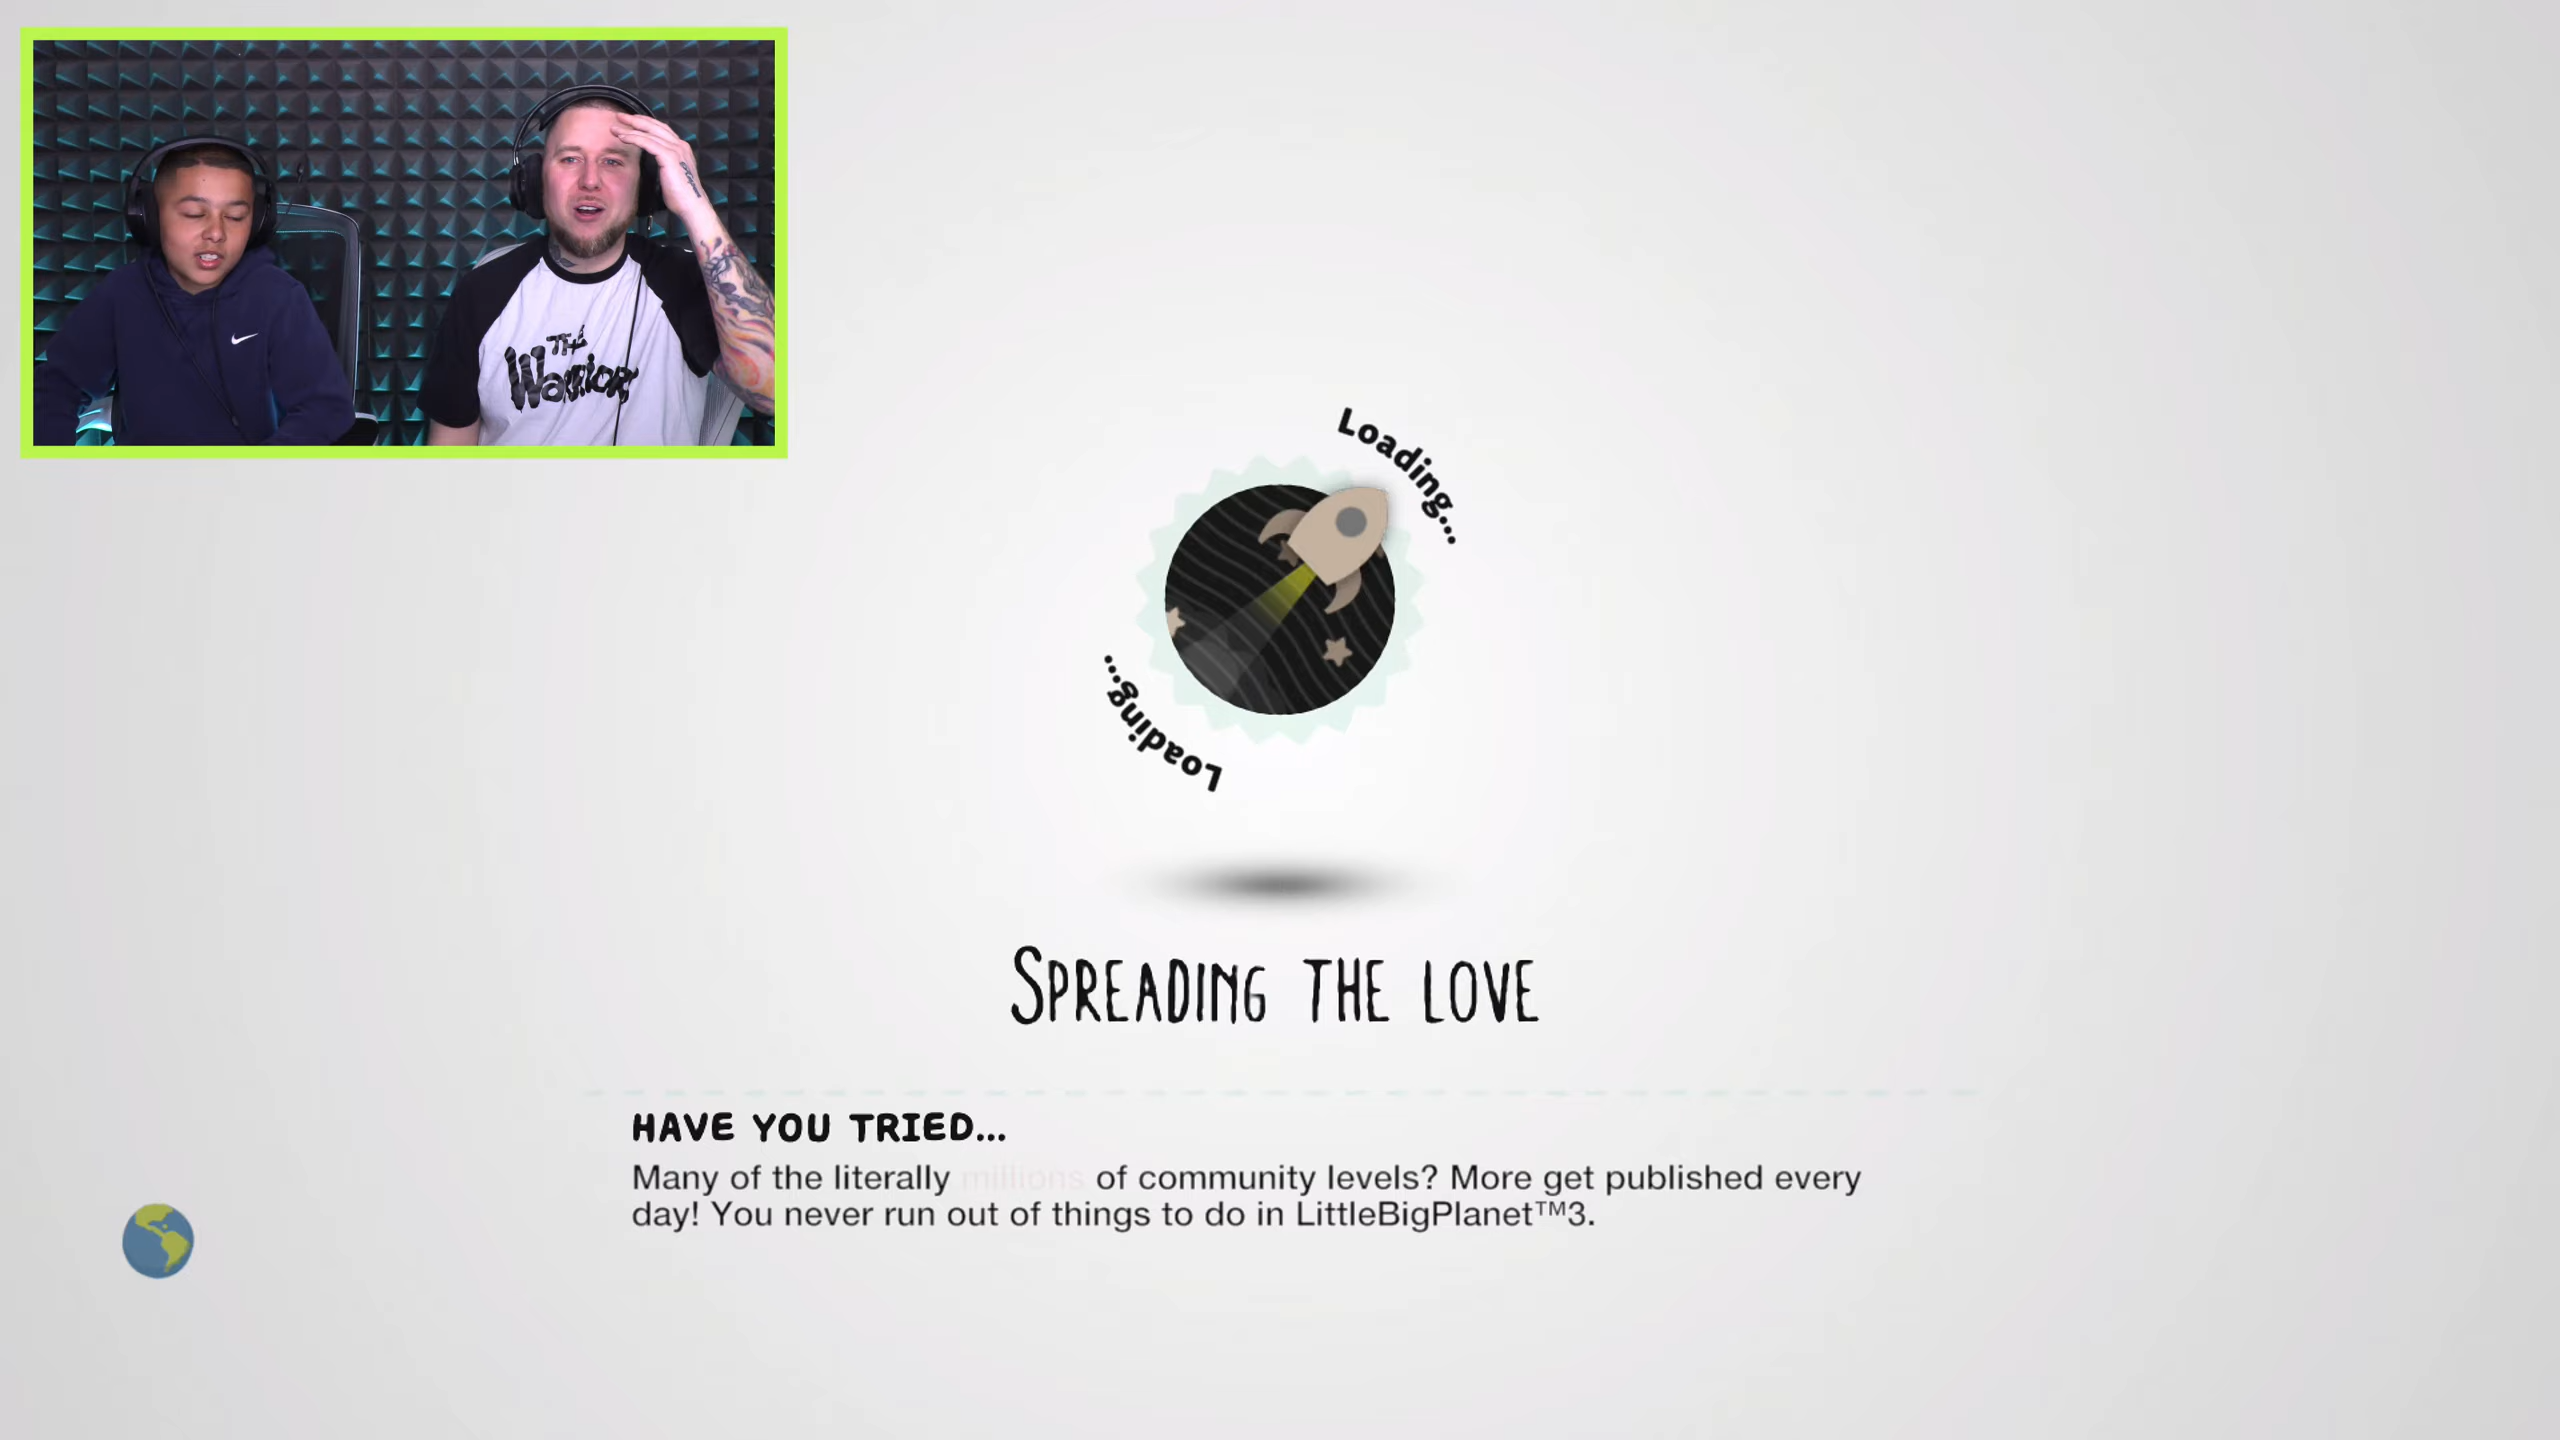 THE
Warriors
Loading...
Loading...
SPREADING THE LOVE
HAVE YOU TRIED...
Many of the literally millions of community levels? More get published every
day! You never run out of things to do in LittleBigPlanet™3.